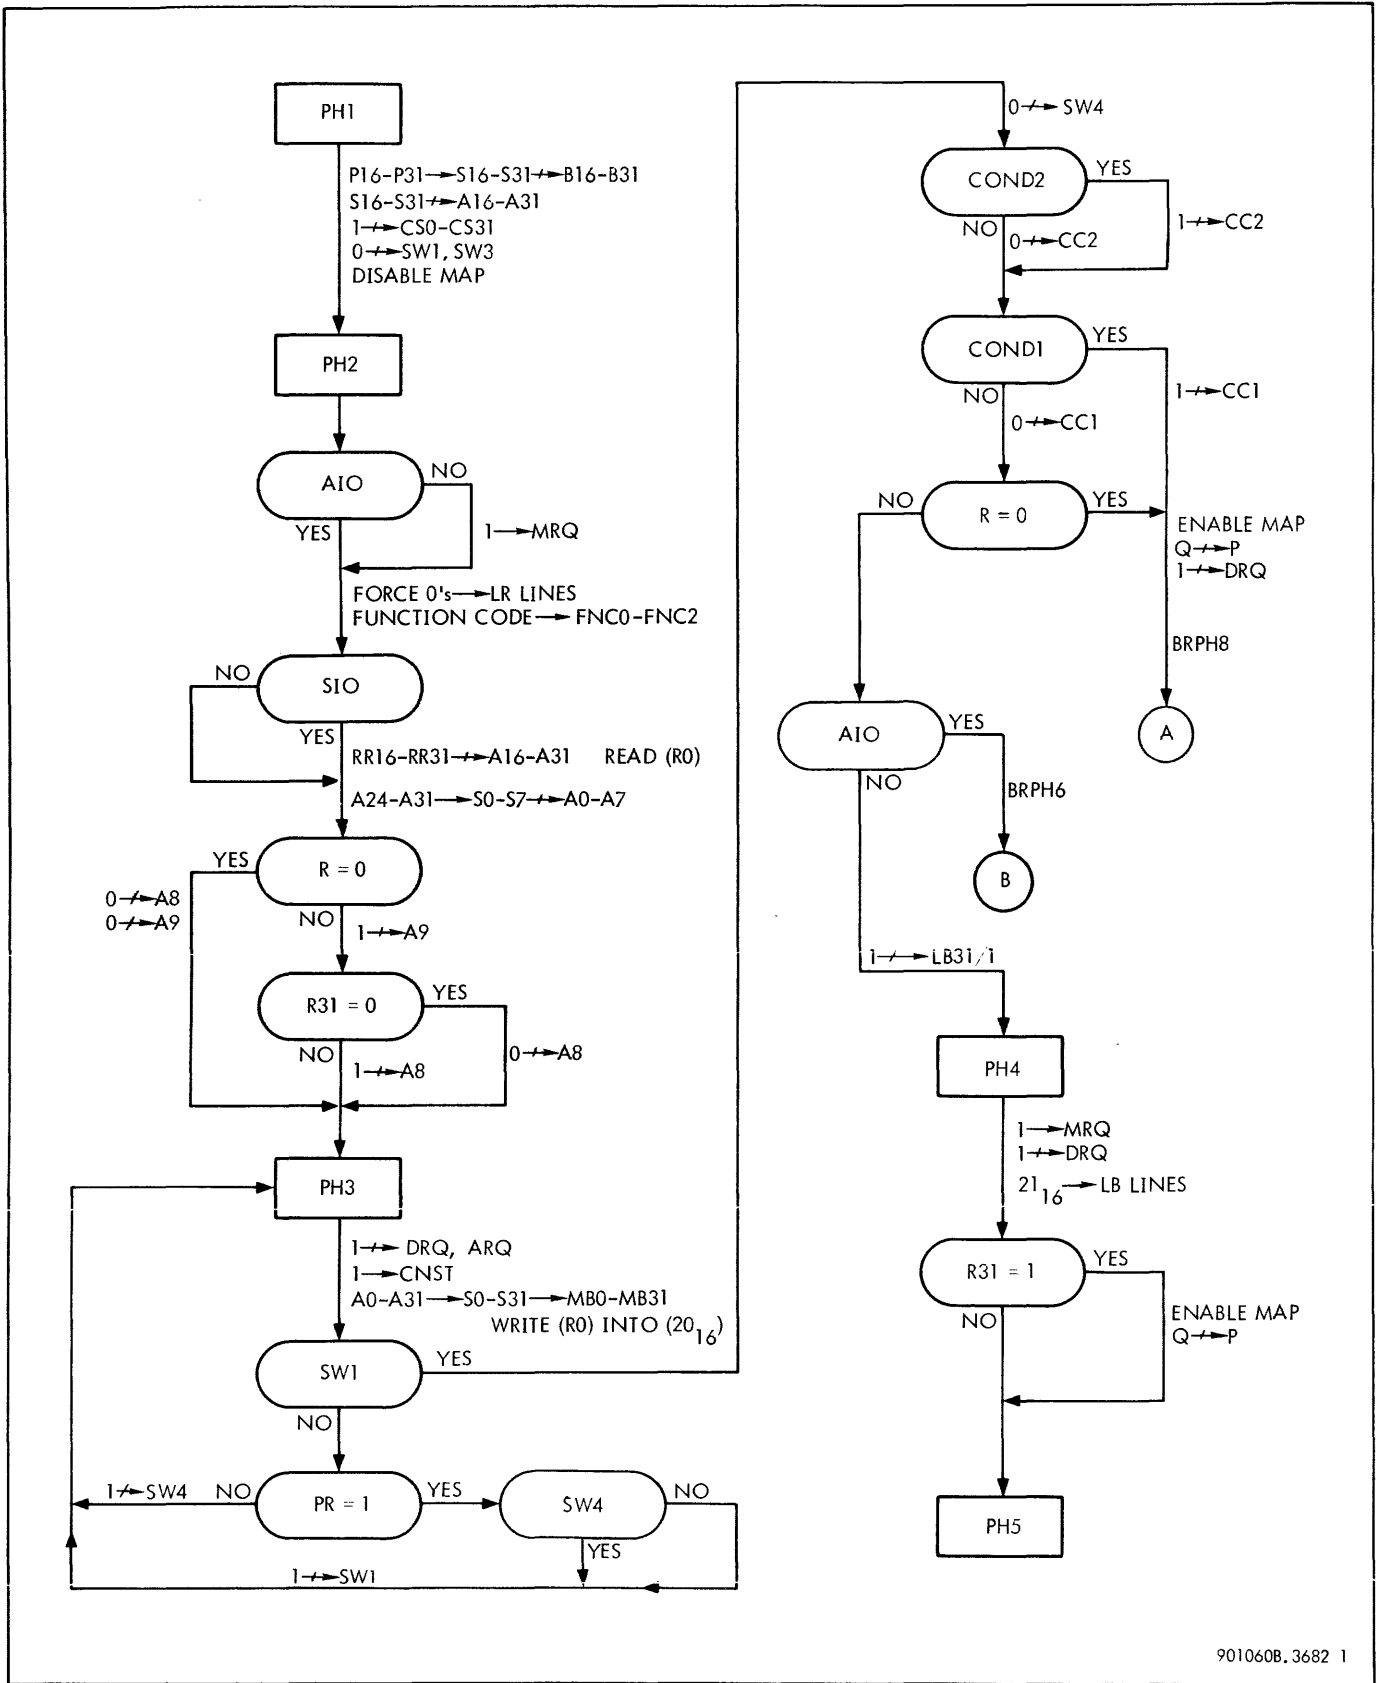 PH1
P16-P31→S16-S31↛B16-B31
S16-S31↛A16-A31
1↛CS0-CS31
0↛SW1, SW3
DISABLE MAP
PH2
AIO
NO
YES
1→MRQ
FORCE 0's→LR LINES
FUNCTION CODE→FNC0-FNC2
SIO
NO
YES
RR16-RR31↛A16-A31 READ (R0)
A24-A31→S0-S7↛A0-A7
R = 0
YES
0↛A8
0↛A9
NO
1↛A9
R31 = 0
YES
NO
0↛A8
1↛A8
PH3
1↛DRQ, ARQ
1→CNST
A0-A31→S0-S31→MB0-MB31
WRITE (R0) INTO (20₁₆)
SW1
YES
NO
PR = 1
NO
1↛SW4
YES
SW4
NO
YES
1↛SW1
0↛SW4
COND2
YES
1↛CC2
NO
0↛CC2
COND1
YES
1↛CC1
NO
0↛CC1
R = 0
NO
YES
ENABLE MAP
Q↛P
1↛DRQ
BRPH8
A
AIO
YES
NO
BRPH6
B
1↛LB31/1
PH4
1→MRQ
1↛DRQ
21₁₆→LB LINES
R31 = 1
YES
NO
ENABLE MAP
Q↛P
PH5
901060B.3682 1